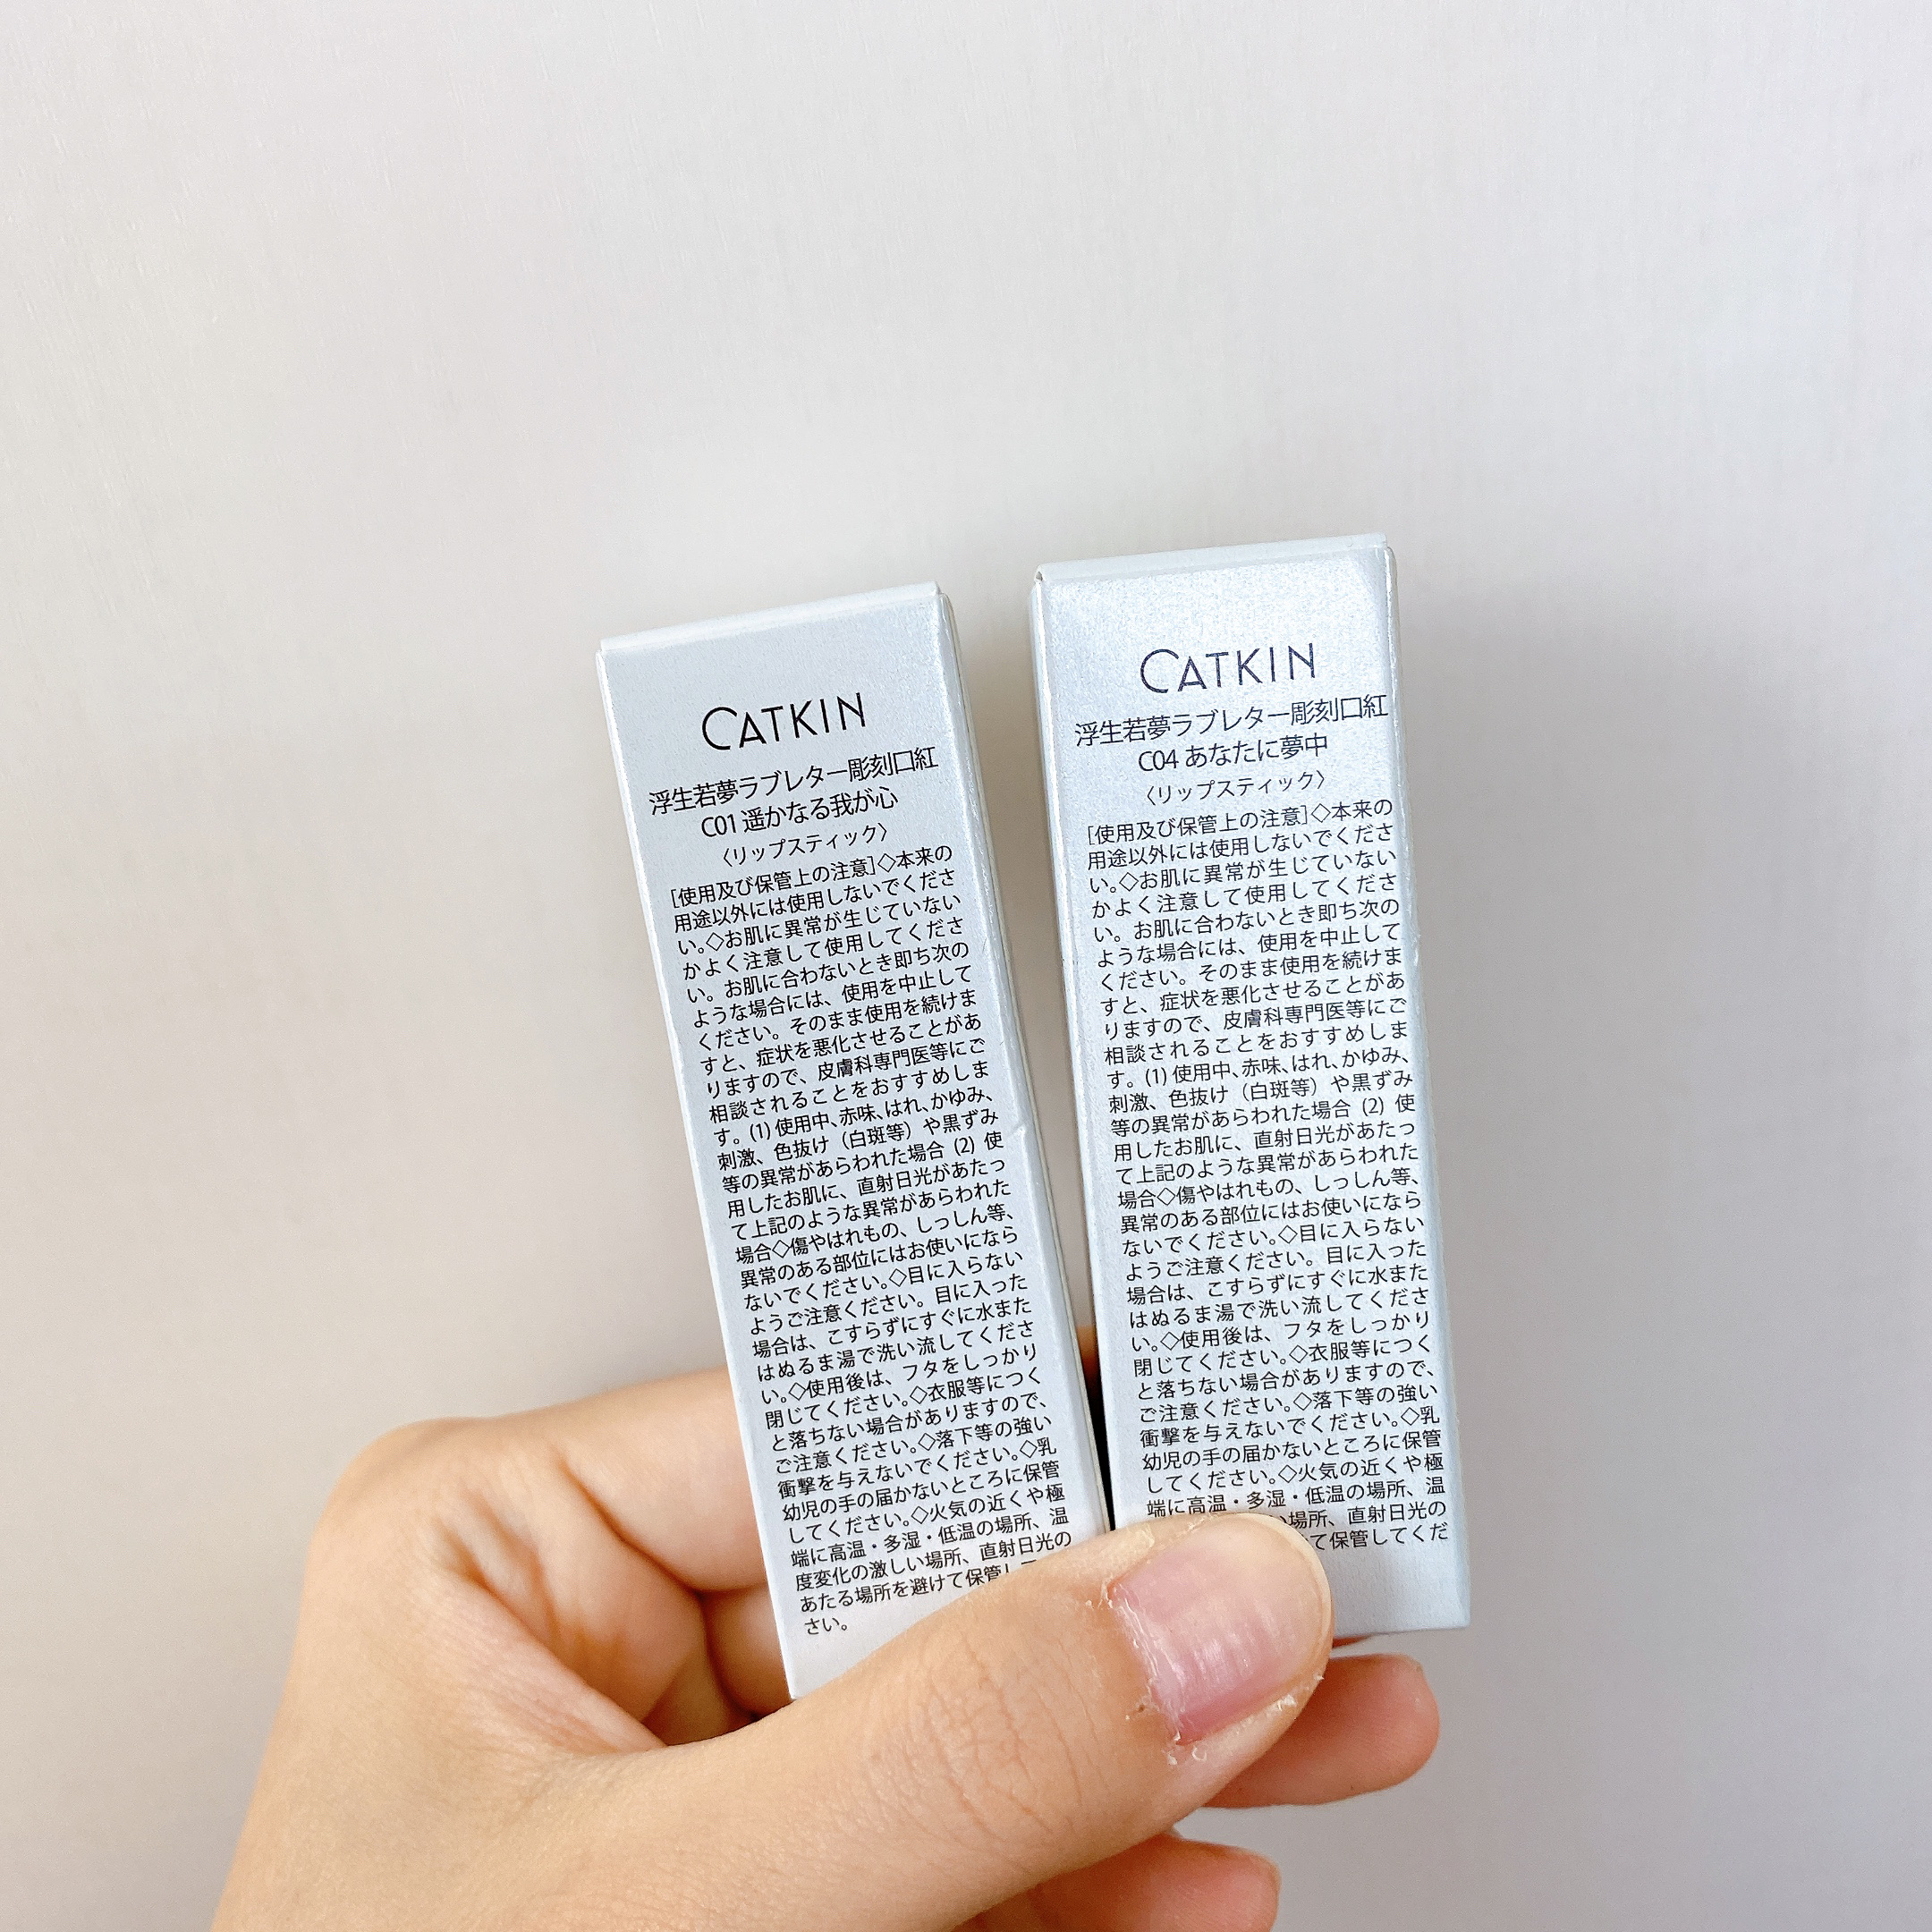 CATKIN
浮生若夢ラブレター彫刻口紅
C01 遥かなる我が心
〈リップスティック〉
[使用及び保管上の注意]◇本来の
用途以外には使用しないでくださ
い。◇お肌に異常が生じていない
かよく注意して使用してくださ
い。お肌に合わないとき即ち次の
ような場合には、使用を中止して
ください。そのまま使用を続けま
すと、症状を悪化させることがあ
りますので、皮膚科専門医等にご
相談されることをおすすめしま
す。(1) 使用中、赤味、はれ、かゆみ、
刺激、色抜け（白斑等）や黒ずみ
等の異常があらわれた場合 (2) 使
用したお肌に、直射日光があたっ
て上記のような異常があらわれた
場合◇傷やはれもの、しっしん等、
異常のある部位にはお使いになら
ないでください。◇目に入らない
ようご注意ください。目に入った
場合は、こすらずにすぐに水また
はぬるま湯で洗い流してくださ
い。◇使用後は、フタをしっかり
閉じてください。◇衣服等につく
と落ちない場合がありますので、
ご注意ください。◇落下等の強い
衝撃を与えないでください。◇乳
幼児の手の届かないところに保管
してください。◇火気の近くや極
端に高温・多湿・低温の場所、温
度変化の激しい場所、直射日光の
あたる場所を避けて保管し
さい。
CATKIN
浮生若夢ラブレター彫刻口紅
C04 あなたに夢中
〈リップスティック〉
[使用及び保管上の注意]◇本来の
用途以外には使用しないでくださ
い。◇お肌に異常が生じていない
かよく注意して使用してくださ
い。お肌に合わないとき即ち次の
ような場合には、使用を中止して
ください。そのまま使用を続けま
すと、症状を悪化させることがあ
りますので、皮膚科専門医等にご
相談されることをおすすめしま
す。(1) 使用中、赤味、はれ、かゆみ、
刺激、色抜け（白斑等）や黒ずみ
等の異常があらわれた場合 (2) 使
用したお肌に、直射日光があたっ
て上記のような異常があらわれた
場合◇傷やはれもの、しっしん等、
異常のある部位にはお使いになら
ないでください。◇目に入らない
ようご注意ください。目に入った
場合は、こすらずにすぐに水また
はぬるま湯で洗い流してくださ
い。◇使用後は、フタをしっかり
閉じてください。◇衣服等につく
と落ちない場合がありますので、
ご注意ください。◇落下等の強い
衝撃を与えないでください。◇乳
幼児の手の届かないところに保管
してください。◇火気の近くや極
端に高温・多湿・低温の場所、温
い場所、直射日光の
て保管してくだ